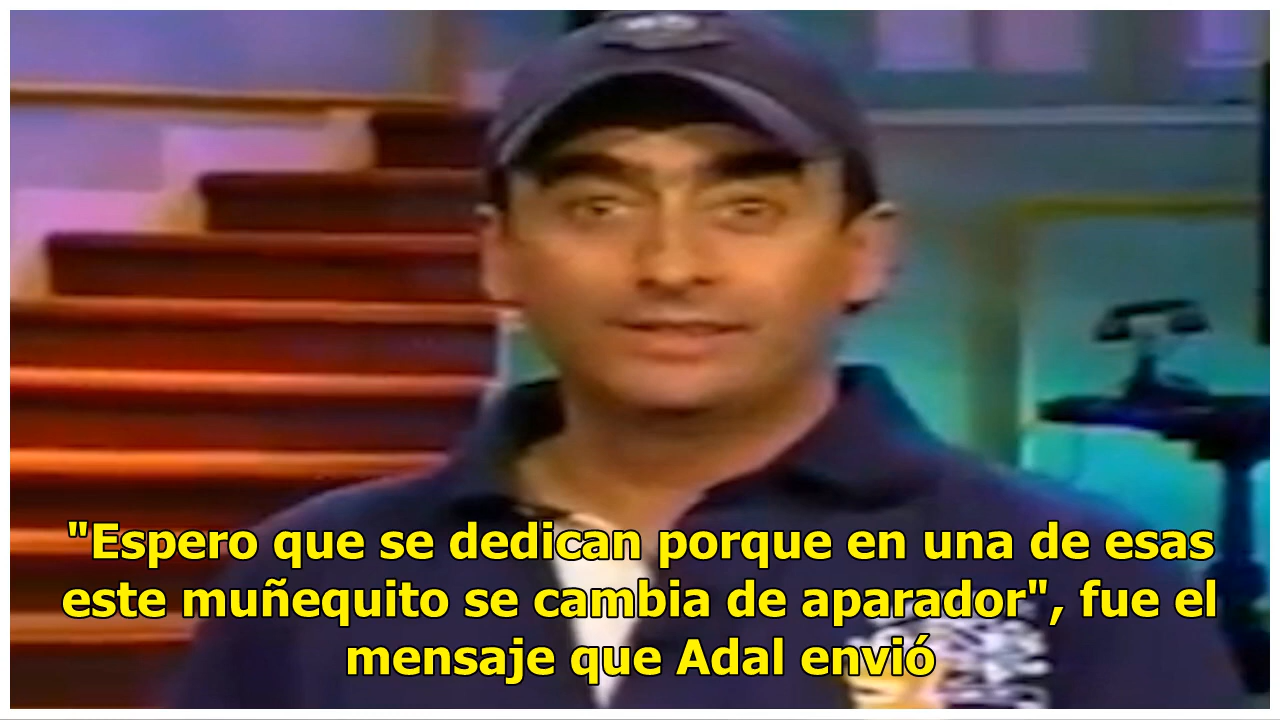 "Espero que se dedican porque en una de esas
este muñequito se cambia de aparador", fue el
mensaje que Adal envió